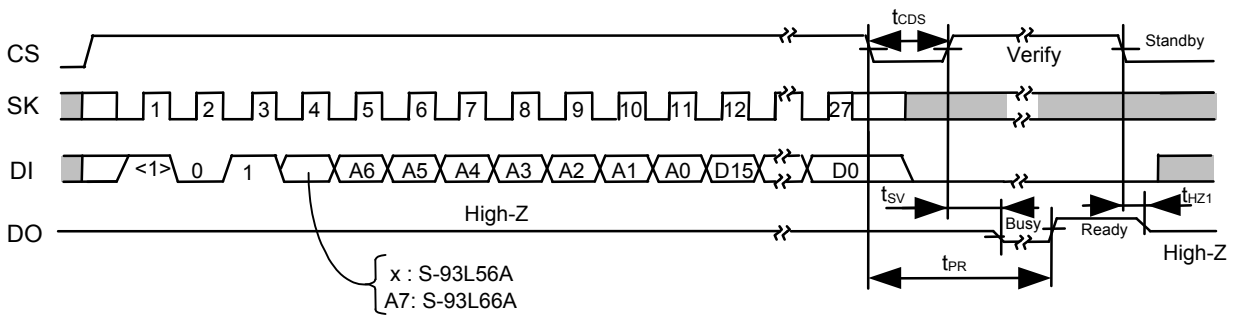 tCDS
CS
Verify
Standby
SK
1 2 3 4 5 6 7 8 9 10 11 12 27
DI
<1> 0 1 A6 A5 A4 A3 A2 A1 A0 D15 D0
tSV
tHZ1
High-Z
Busy
Ready
DO
High-Z
tPR
x : S-93L56A
A7: S-93L66A